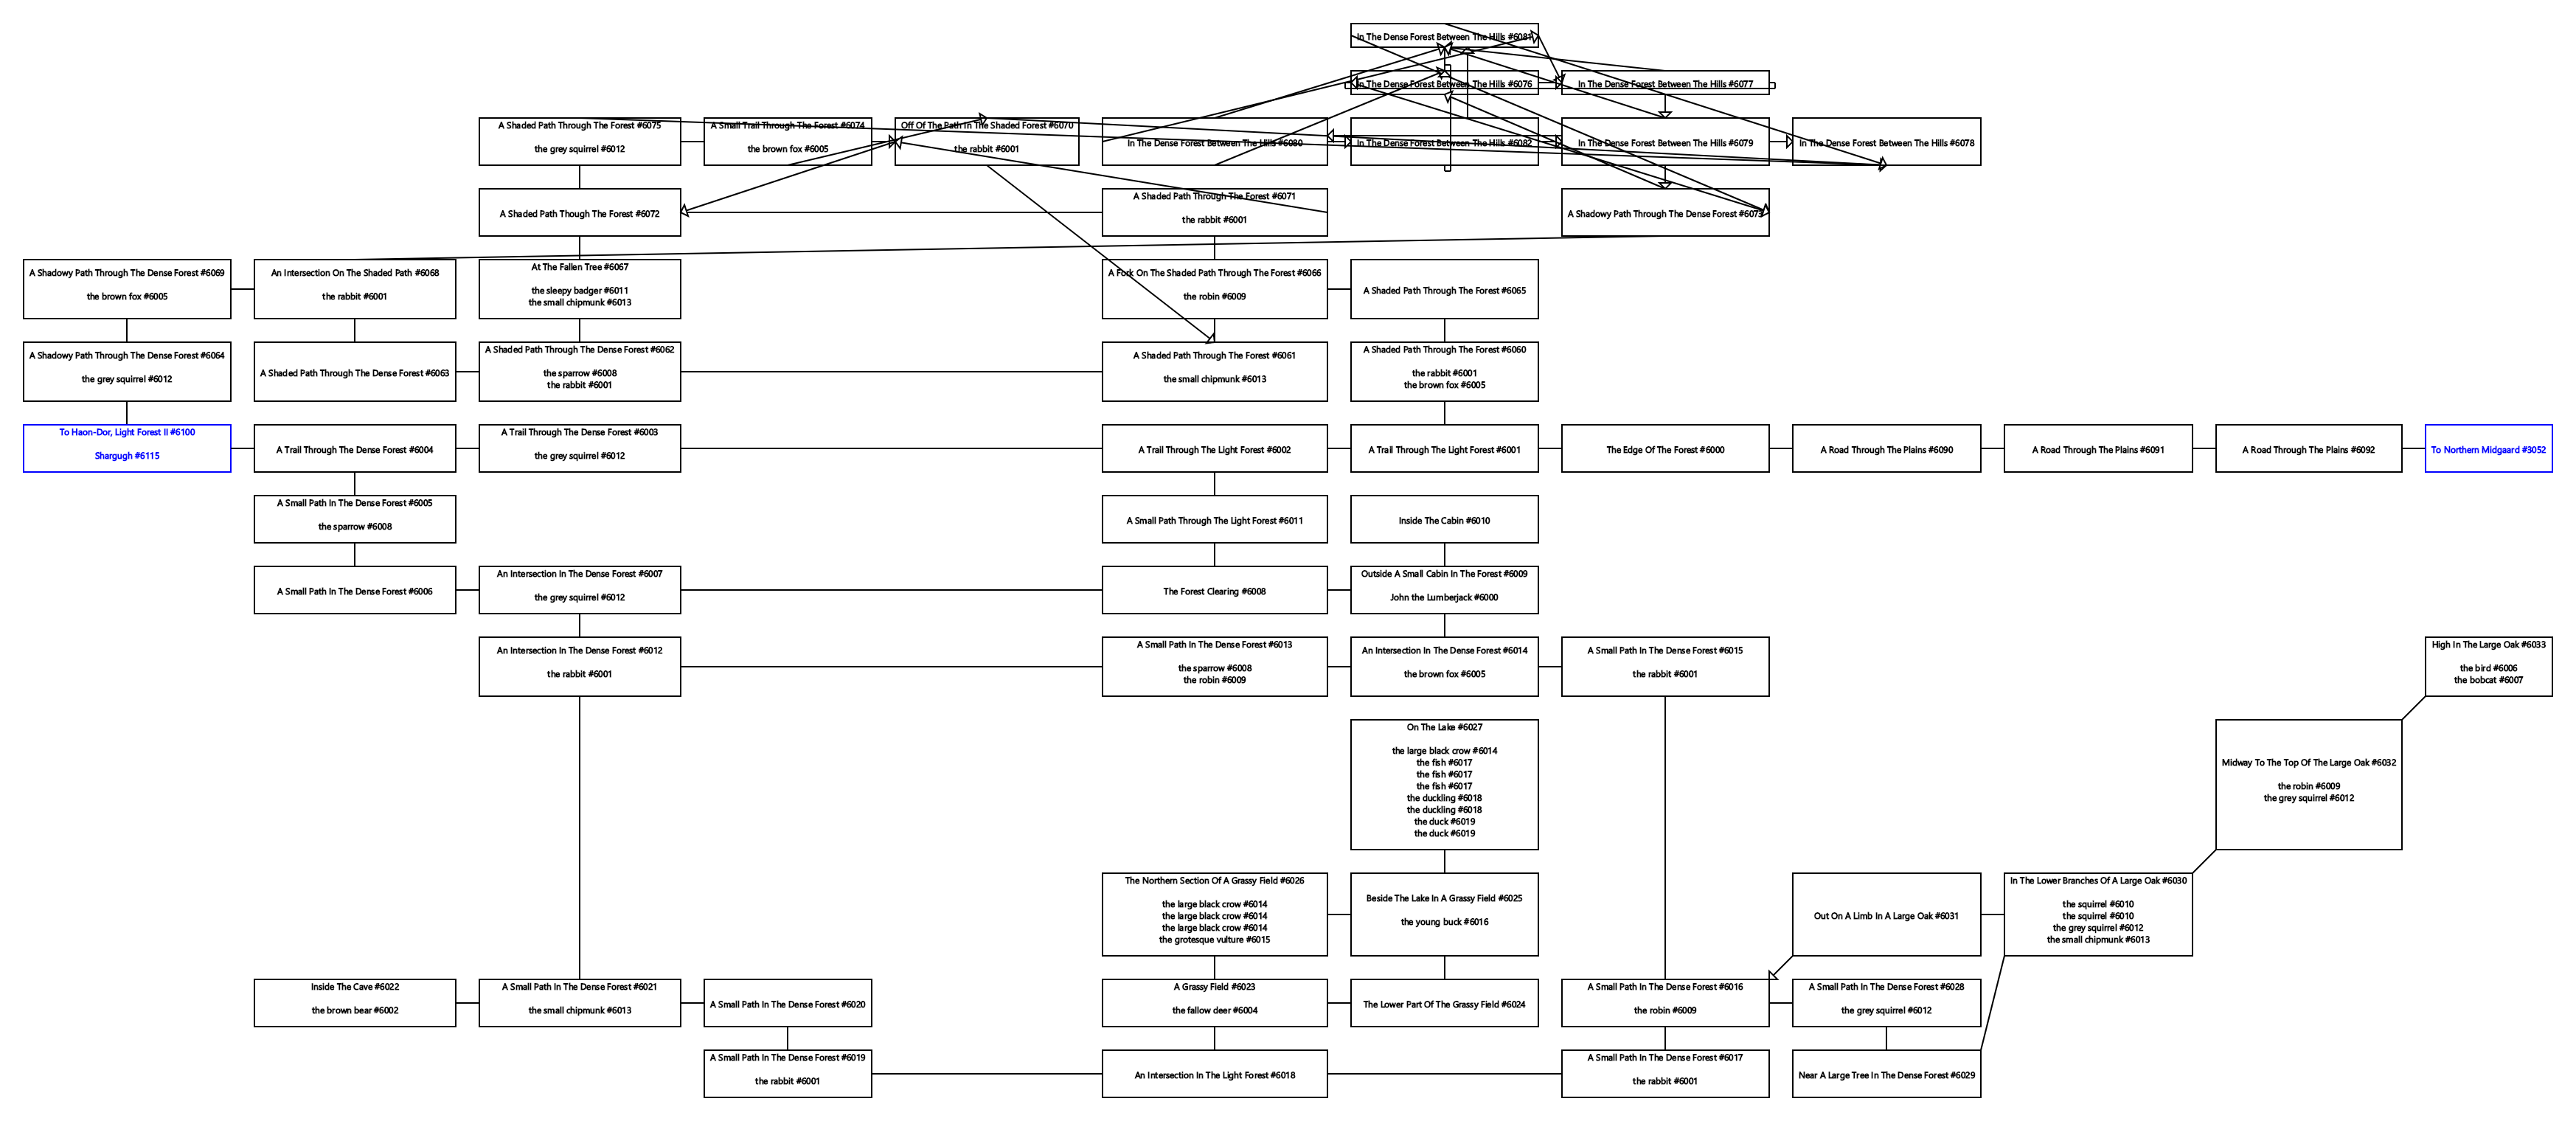 In The Dense Forest Between The Hills #6081
In The Dense Forest Between The Hills #6076
In The Dense Forest Between The Hills #6077
A Shaded Path Through The Forest #6075
the grey squirrel #6012
A Small Trail Through The Forest #6074
the brown fox #6005
Off Of The Path In The Shaded Forest #6070
the rabbit #6001
In The Dense Forest Between The Hills #6080
In The Dense Forest Between The Hills #6082
In The Dense Forest Between The Hills #6079
In The Dense Forest Between The Hills #6078
A Shaded Path Though The Forest #6072
A Shaded Path Through The Forest #6071
the rabbit #6001
A Shadowy Path Through The Dense Forest #6073
A Shadowy Path Through The Dense Forest #6069
the brown fox #6005
An Intersection On The Shaded Path #6068
the rabbit #6001
At The Fallen Tree #6067
the sleepy badger #6011
the small chipmunk #6013
A Fork On The Shaded Path Through The Forest #6066
the robin #6009
A Shaded Path Through The Forest #6065
A Shadowy Path Through The Dense Forest #6064
the grey squirrel #6012
A Shaded Path Through The Dense Forest #6063
A Shaded Path Through The Dense Forest #6062
the sparrow #6008
the rabbit #6001
A Shaded Path Through The Forest #6061
the small chipmunk #6013
A Shaded Path Through The Forest #6060
the rabbit #6001
the brown fox #6005
To Haon-Dor, Light Forest II #6100
Shargugh #6115
A Trail Through The Dense Forest #6004
A Trail Through The Dense Forest #6003
the grey squirrel #6012
A Trail Through The Light Forest #6002
A Trail Through The Light Forest #6001
The Edge Of The Forest #6000
A Road Through The Plains #6090
A Road Through The Plains #6091
A Road Through The Plains #6092
To Northern Midgaard #3052
A Small Path In The Dense Forest #6005
the sparrow #6008
A Small Path Through The Light Forest #6011
Inside The Cabin #6010
A Small Path In The Dense Forest #6006
An Intersection In The Dense Forest #6007
the grey squirrel #6012
The Forest Clearing #6008
Outside A Small Cabin In The Forest #6009
John the Lumberjack #6000
An Intersection In The Dense Forest #6012
the rabbit #6001
A Small Path In The Dense Forest #6013
the sparrow #6008
the robin #6009
An Intersection In The Dense Forest #6014
the brown fox #6005
A Small Path In The Dense Forest #6015
the rabbit #6001
High In The Large Oak #6033
the bird #6006
the bobcat #6007
On The Lake #6027
the large black crow #6014
the fish #6017
the fish #6017
the fish #6017
the duckling #6018
the duckling #6018
the duck #6019
the duck #6019
Midway To The Top Of The Large Oak #6032
the robin #6009
the grey squirrel #6012
The Northern Section Of A Grassy Field #6026
the large black crow #6014
the large black crow #6014
the large black crow #6014
the grotesque vulture #6015
Beside The Lake In A Grassy Field #6025
the young buck #6016
Out On A Limb In A Large Oak #6031
In The Lower Branches Of A Large Oak #6030
the squirrel #6010
the squirrel #6010
the grey squirrel #6012
the small chipmunk #6013
Inside The Cave #6022
the brown bear #6002
A Small Path In The Dense Forest #6021
the small chipmunk #6013
A Small Path In The Dense Forest #6020
A Grassy Field #6023
the fallow deer #6004
The Lower Part Of The Grassy Field #6024
A Small Path In The Dense Forest #6016
the robin #6009
A Small Path In The Dense Forest #6028
the grey squirrel #6012
A Small Path In The Dense Forest #6019
the rabbit #6001
An Intersection In The Light Forest #6018
A Small Path In The Dense Forest #6017
the rabbit #6001
Near A Large Tree In The Dense Forest #6029